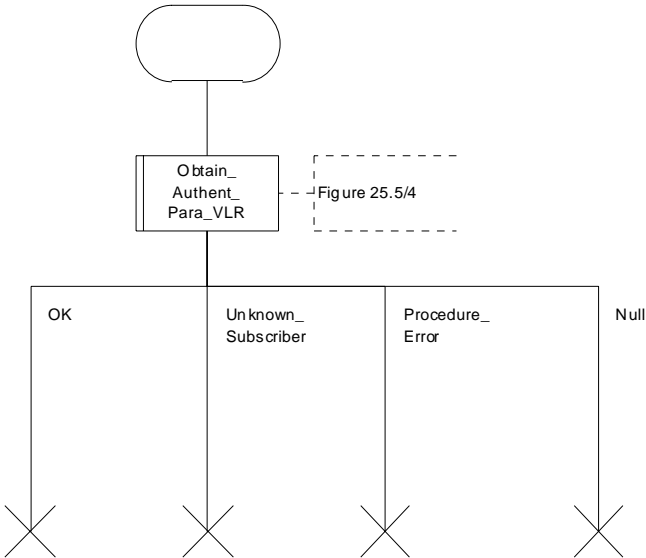 Obtain_
Authent_
Para_VLR
Figure 25.5/4
OK
Unknown_
Subscriber
Procedure_
Error
Null